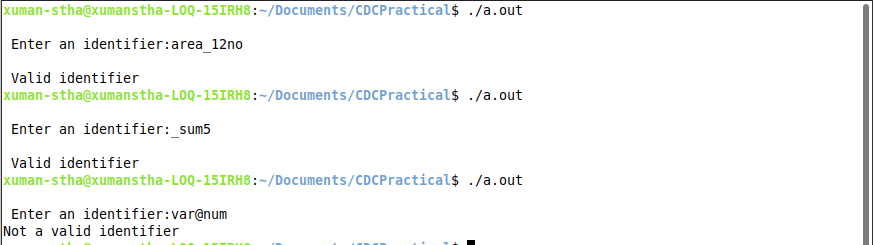 xuman-stha@xumanstha-LOQ-15IRH8:~/Documents/CDCPractical$ ./a.out
Enter an identifier:area_12no
Valid identifier
xuman-stha@xumanstha-LOQ-15IRH8:~/Documents/CDCPractical$ ./a.out
Enter an identifier:_sum5
Valid identifier
xuman-stha@xumanstha-LOQ-15IRH8:~/Documents/CDCPractical$ ./a.out
Enter an identifier:var@num
Not a valid identifier